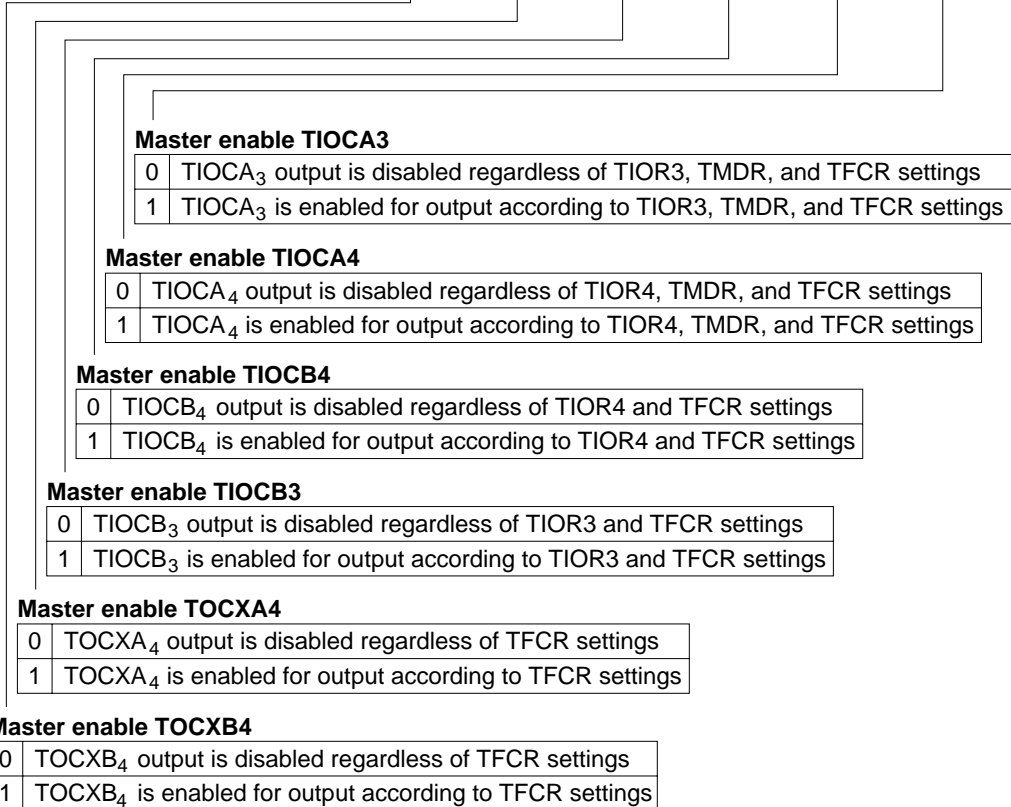 Master enable TIOCA3
0 TIOCA3 output is disabled regardless of TIOR3, TMDR, and TFCR settings
1 TIOCA3 is enabled for output according to TIOR3, TMDR, and TFCR settings
Master enable TIOCA4
0 TIOCA4 output is disabled regardless of TIOR4, TMDR, and TFCR settings
1 TIOCA4 is enabled for output according to TIOR4, TMDR, and TFCR settings
Master enable TIOCB4
0 TIOCB4 output is disabled regardless of TIOR4 and TFCR settings
1 TIOCB4 is enabled for output according to TIOR4 and TFCR settings
Master enable TIOCB3
0 TIOCB3 output is disabled regardless of TIOR3 and TFCR settings
1 TIOCB3 is enabled for output according to TIOR3 and TFCR settings
Master enable TOCXA4
0 TOCXA4 output is disabled regardless of TFCR settings
1 TOCXA4 is enabled for output according to TFCR settings
Master enable TOCXB4
0 TOCXB4 output is disabled regardless of TFCR settings
1 TOCXB4 is enabled for output according to TFCR settings